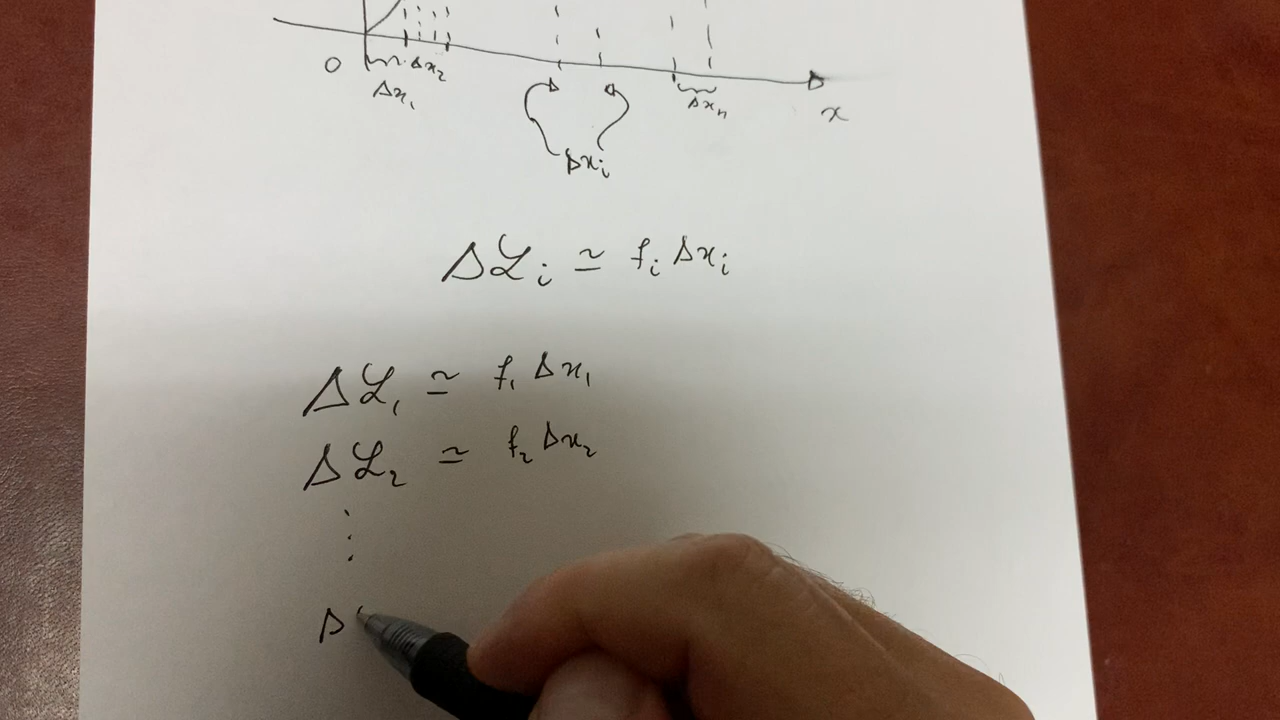 0 Δx₂
Δx₁ Δxₙ x
Δxᵢ
Δℒᵢ ≃ fᵢ Δxᵢ
Δℒ₁ ≃ f₁ Δx₁
Δℒ₂ ≃ f₂ Δx₂
⋮
Δ